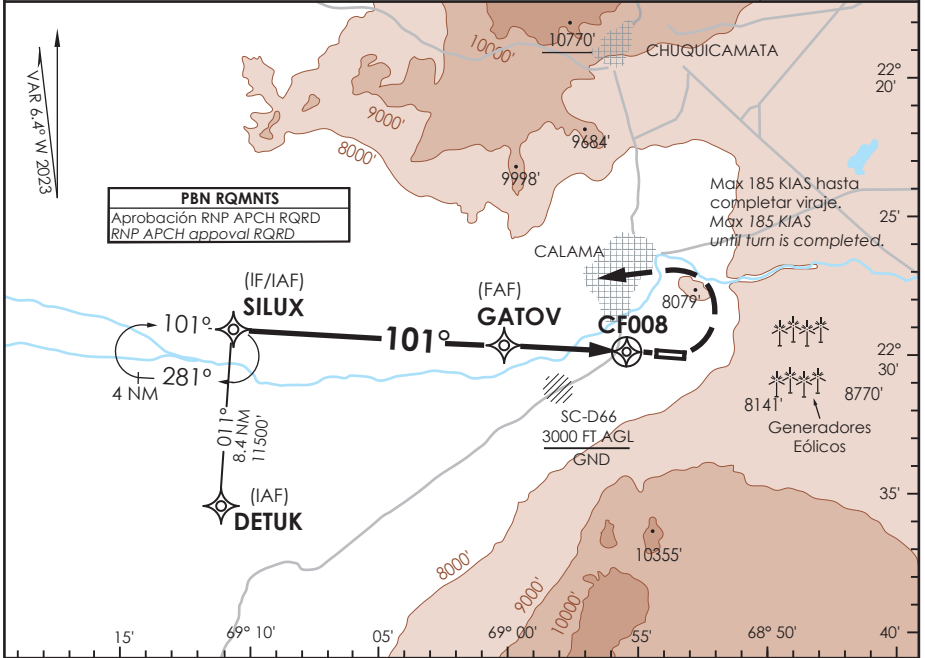 10770'
10000'
CHUQUICAMATA
22°
20'
VAR 6.4° W 2023
9000'
9684'
8000'
9998'
PBN RQMNTS
Aprobación RNP APCH RQRD
RNP APCH appoval RQRD
Max 185 KIAS hasta
completar viraje.
Max 185 KIAS
until turn is completed.
25'
CALAMA
(IF/IAF)
SILUX
(FAF)
GATOV
8079'
101°
101°
CF008
22°
30'
281°
4 NM
8141'
8770'
Generadores
Eólicos
SC-D66
3000 FT AGL
GND
011°
8.4 NM
11500'
(IAF)
DETUK
35'
10355'
8000'
9000'
10000'
15'
69° 10'
05'
69° 00'
55'
68° 50'
40'